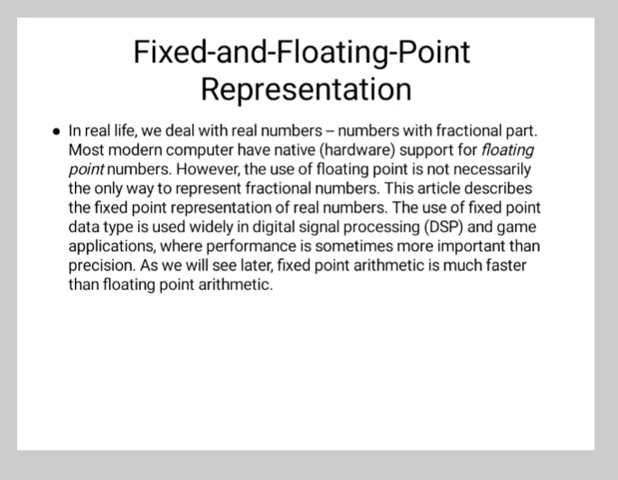 Fixed-and-Floating-Point
Representation
• In real life, we deal with real numbers -- numbers with fractional part.
Most modern computer have native (hardware) support for floating
point numbers. However, the use of floating point is not necessarily
the only way to represent fractional numbers. This article describes
the fixed point representation of real numbers. The use of fixed point
data type is used widely in digital signal processing (DSP) and game
applications, where performance is sometimes more important than
precision. As we will see later, fixed point arithmetic is much faster
than floating point arithmetic.